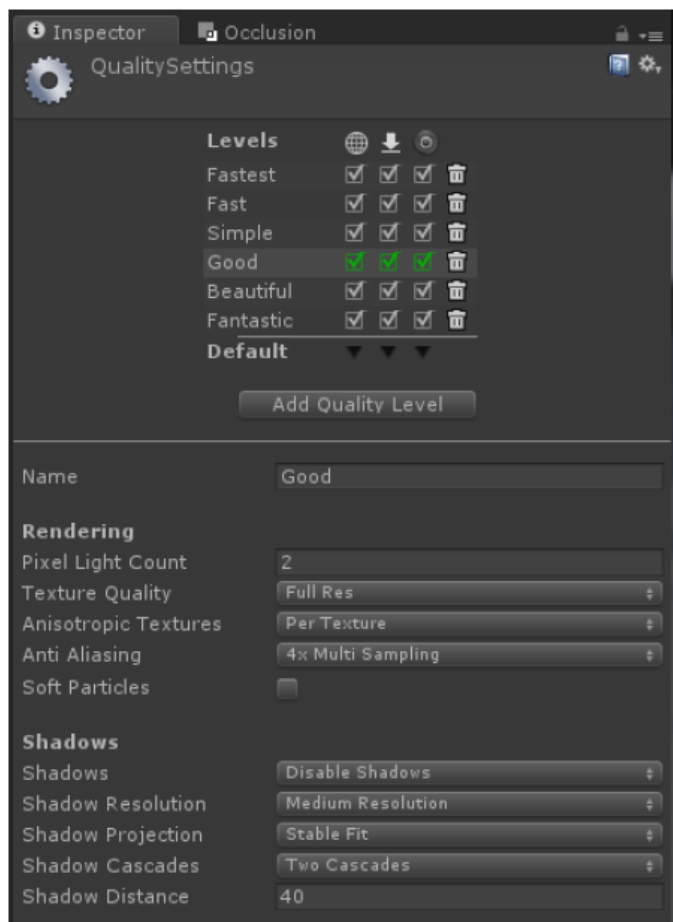 Inspector Occlusion
QualitySettings
Levels
Fastest
Fast
Simple
Good
Beautiful
Fantastic
Default
Add Quality Level
Name Good
Rendering
Pixel Light Count 2
Texture Quality Full Res
Anisotropic Textures Per Texture
Anti Aliasing 4x Multi Sampling
Soft Particles
Shadows
Shadows Disable Shadows
Shadow Resolution Medium Resolution
Shadow Projection Stable Fit
Shadow Cascades Two Cascades
Shadow Distance 40